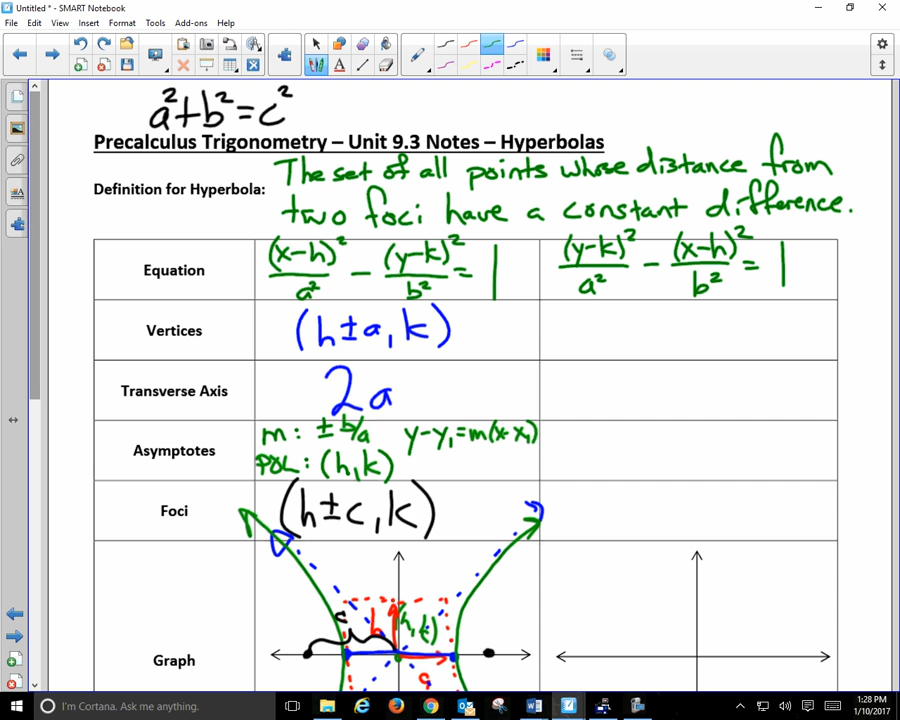 Untitled * - SMART Notebook
File Edit View Insert Format Tools Add-ons Help
a²+b²=c²
Precalculus Trigonometry – Unit 9.3 Notes – Hyperbolas
Definition for Hyperbola: The set of all points whose distance from
two foci have a constant difference.
Equation (x-h)²/a² - (y-k)²/b² = 1 (y-k)²/a² - (x-h)²/b² = 1
Vertices (h±a, k)
Transverse Axis 2a
m: ±b/a y-y₁=m(x-x₁)
Asymptotes
POL: (h,k)
Foci (h±c, k)
c b (h,k)
Graph
a
I'm Cortana. Ask me anything.
1:28 PM
1/10/2017